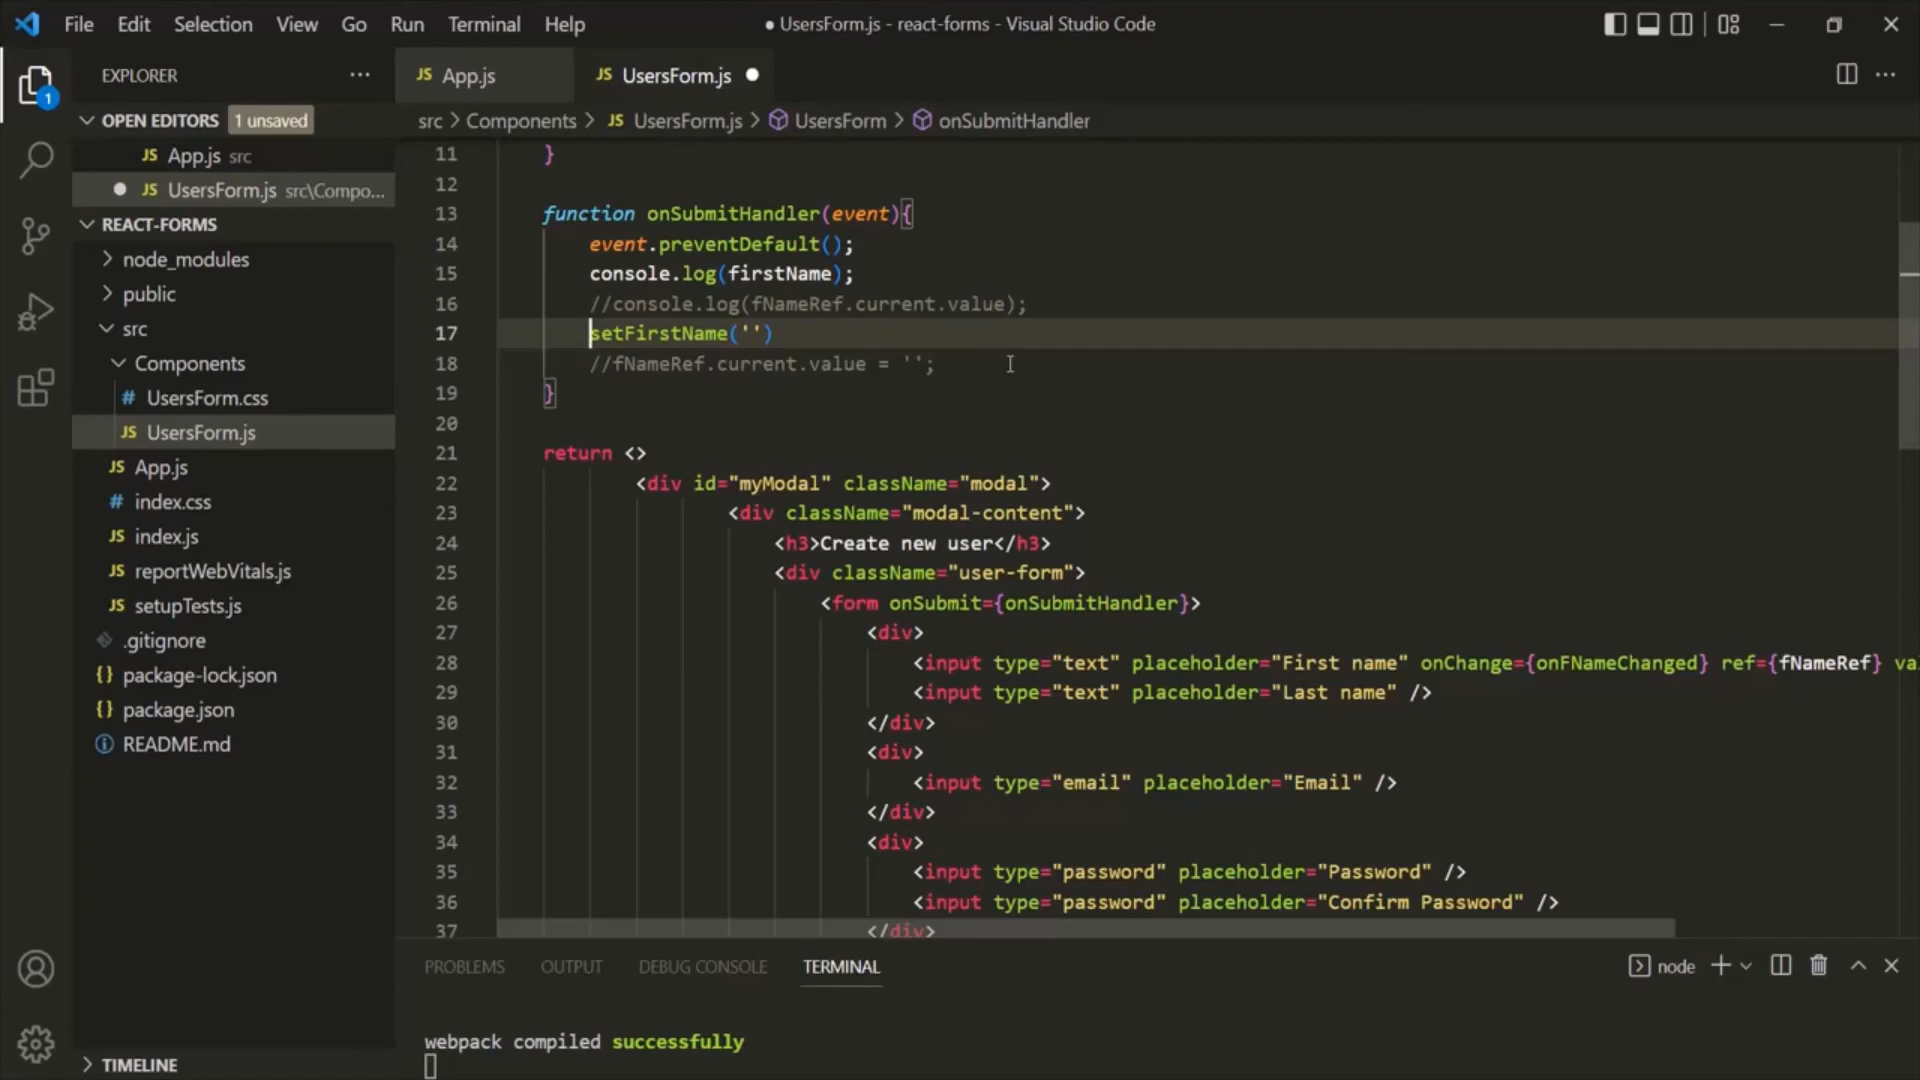 File Edit Selection View Go Run Terminal Help
● UsersForm.js - react-forms - Visual Studio Code
EXPLORER
JS App.js
JS UsersForm.js
1
OPEN EDITORS 1 unsaved
src > Components > JS UsersForm.js > UsersForm > onSubmitHandler
JS App.js src
JS UsersForm.js src\Compo...
REACT-FORMS
node_modules
public
src
Components
# UsersForm.css
JS UsersForm.js
JS App.js
# index.css
JS index.js
JS reportWebVitals.js
JS setupTests.js
.gitignore
{} package-lock.json
{} package.json
README.md
TIMELINE
11 }
12
13 function onSubmitHandler(event){
14 event.preventDefault();
15 console.log(firstName);
16 //console.log(fNameRef.current.value);
17 setFirstName('')
18 //fNameRef.current.value = '';
19 }
20
21 return <>
22 <div id="myModal" className="modal">
23 <div className="modal-content">
24 <h3>Create new user</h3>
25 <div className="user-form">
26 <form onSubmit={onSubmitHandler}>
27 <div>
28 <input type="text" placeholder="First name" onChange={onFNameChanged} ref={fNameRef} va
29 <input type="text" placeholder="Last name" />
30 </div>
31 <div>
32 <input type="email" placeholder="Email" />
33 </div>
34 <div>
35 <input type="password" placeholder="Password" />
36 <input type="password" placeholder="Confirm Password" />
37 </div>
PROBLEMS OUTPUT DEBUG CONSOLE TERMINAL
node
webpack compiled successfully